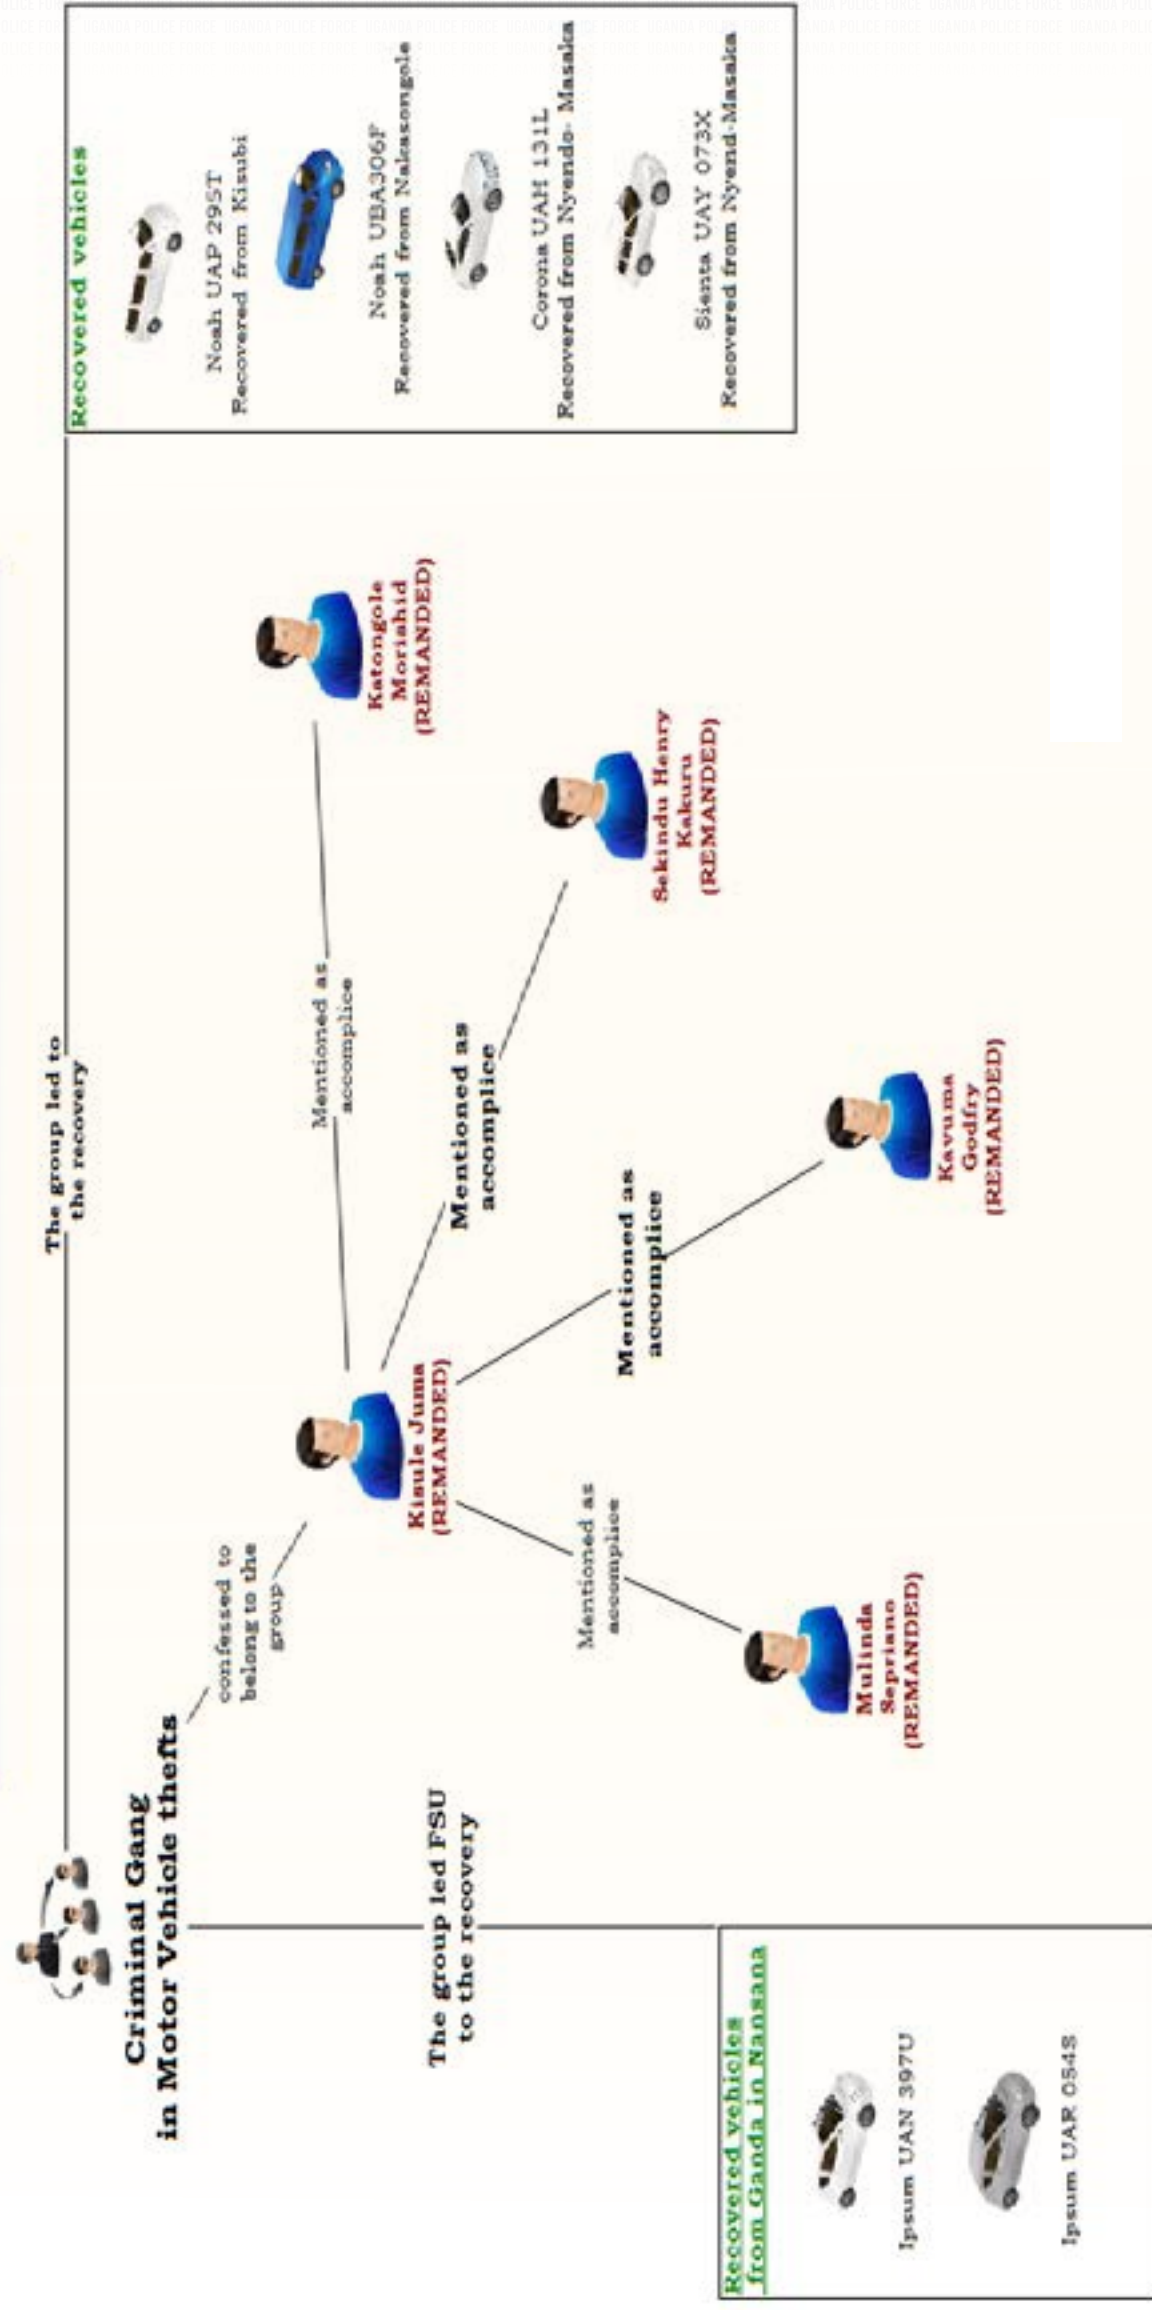 The group led to
the recovery
Criminal Gang
in Motor Vehicle thefts
confessed to
belong to the
group
Kisule Juma
(REMANDED)
Mentioned as
accomplice
Katongole
Moriahid
(REMANDED)
Mentioned as
accomplice
Sekindu Henry
Kakuru
(REMANDED)
Mentioned as
accomplice
Kavuma
Godfry
(REMANDED)
Mentioned as
accomplice
Mulinda
Sepriano
(REMANDED)
The group led FSU
to the recovery
Recovered vehicles
from Ganda in Nansana
Ipsum UAN 397U
Ipsum UAR 054S
Recovered vehicles
Noah UAP 295T
Recovered from Kisubi
Noah UBA306F
Recovered from Nakasongole
Corona UAH 131L
Recovered from Nyendo- Masaka
Sienta UAY 073X
Recovered from Nyend-Masaka